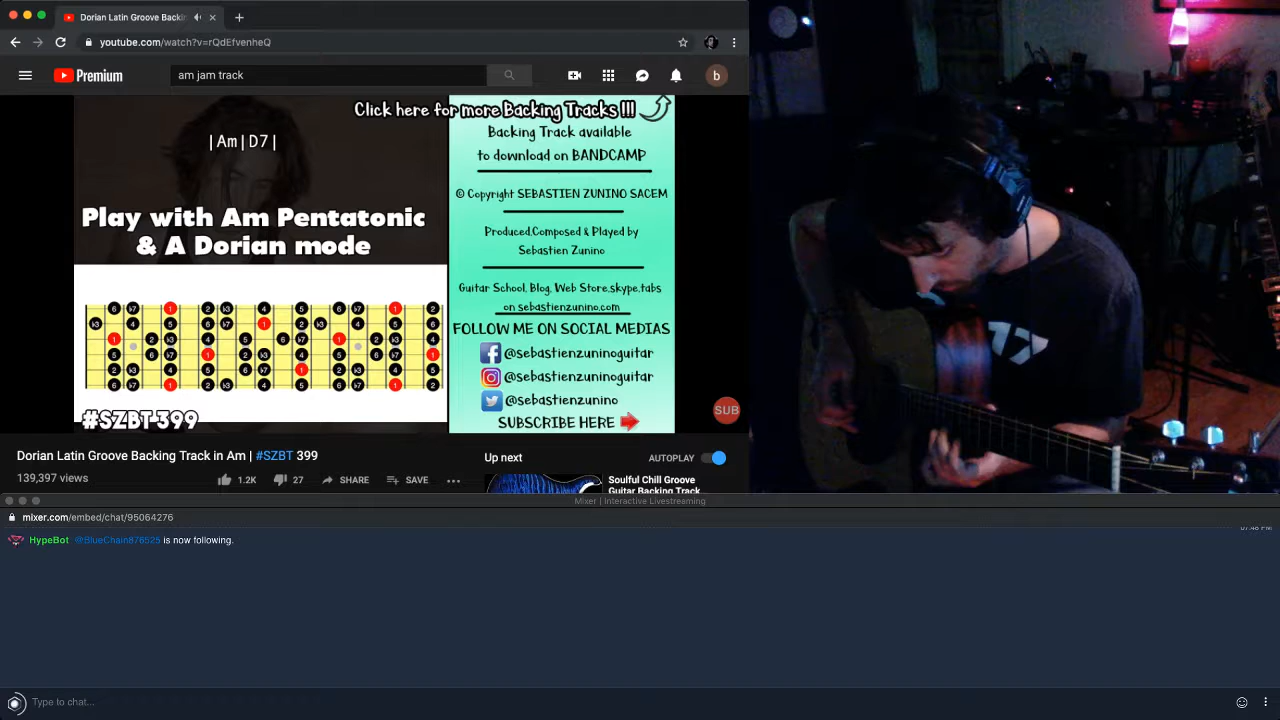 Dorian Latin Groove Backin
youtube.com/watch?v=rQdEfvenheQ
Premium
am jam track
b
Click here for more Backing Tracks !!!
|Am|D7|
Play with Am Pentatonic
& A Dorian mode
#SZBT 399
Backing Track available
to download on BANDCAMP
© Copyright SEBASTIEN ZUNINO SACEM
Produced,Composed & Played by
Sebastien Zunino
Guitar School, Blog, Web Store,skype,tabs
on sebastienzunino.com
FOLLOW ME ON SOCIAL MEDIAS
@sebastienzuninoguitar
@sebastienzuninoguitar
@sebastienzunino
SUBSCRIBE HERE
SUB
Dorian Latin Groove Backing Track in Am | #SZBT 399
139,397 views
1.2K
27
SHARE
SAVE
Up next
AUTOPLAY
Soulful Chill Groove
Guitar Backing Track
Mixer | Interactive Livestreaming
mixer.com/embed/chat/95064276
07:48 PM
HypeBot @BlueChain876525 is now following.
Type to chat...